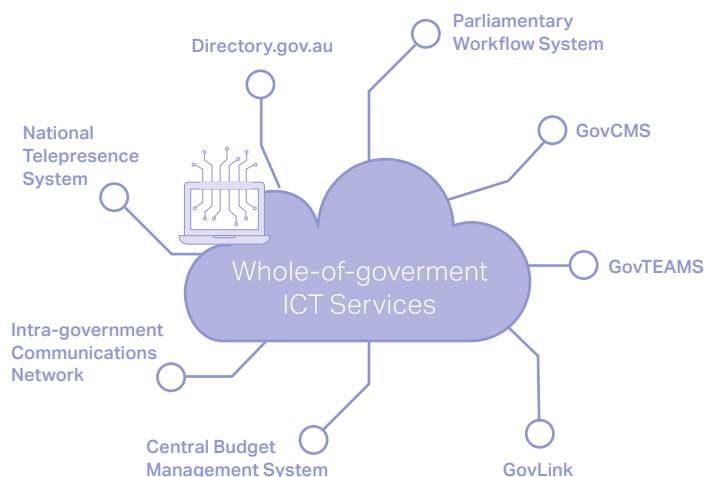 Parliamentary
Workflow System
Directory.gov.au
GovCMS
National
Telepresence
System
Whole-of-goverment
ICT Services
GovTEAMS
Intra-government
Communications
Network
Central Budget
Management System
GovLink